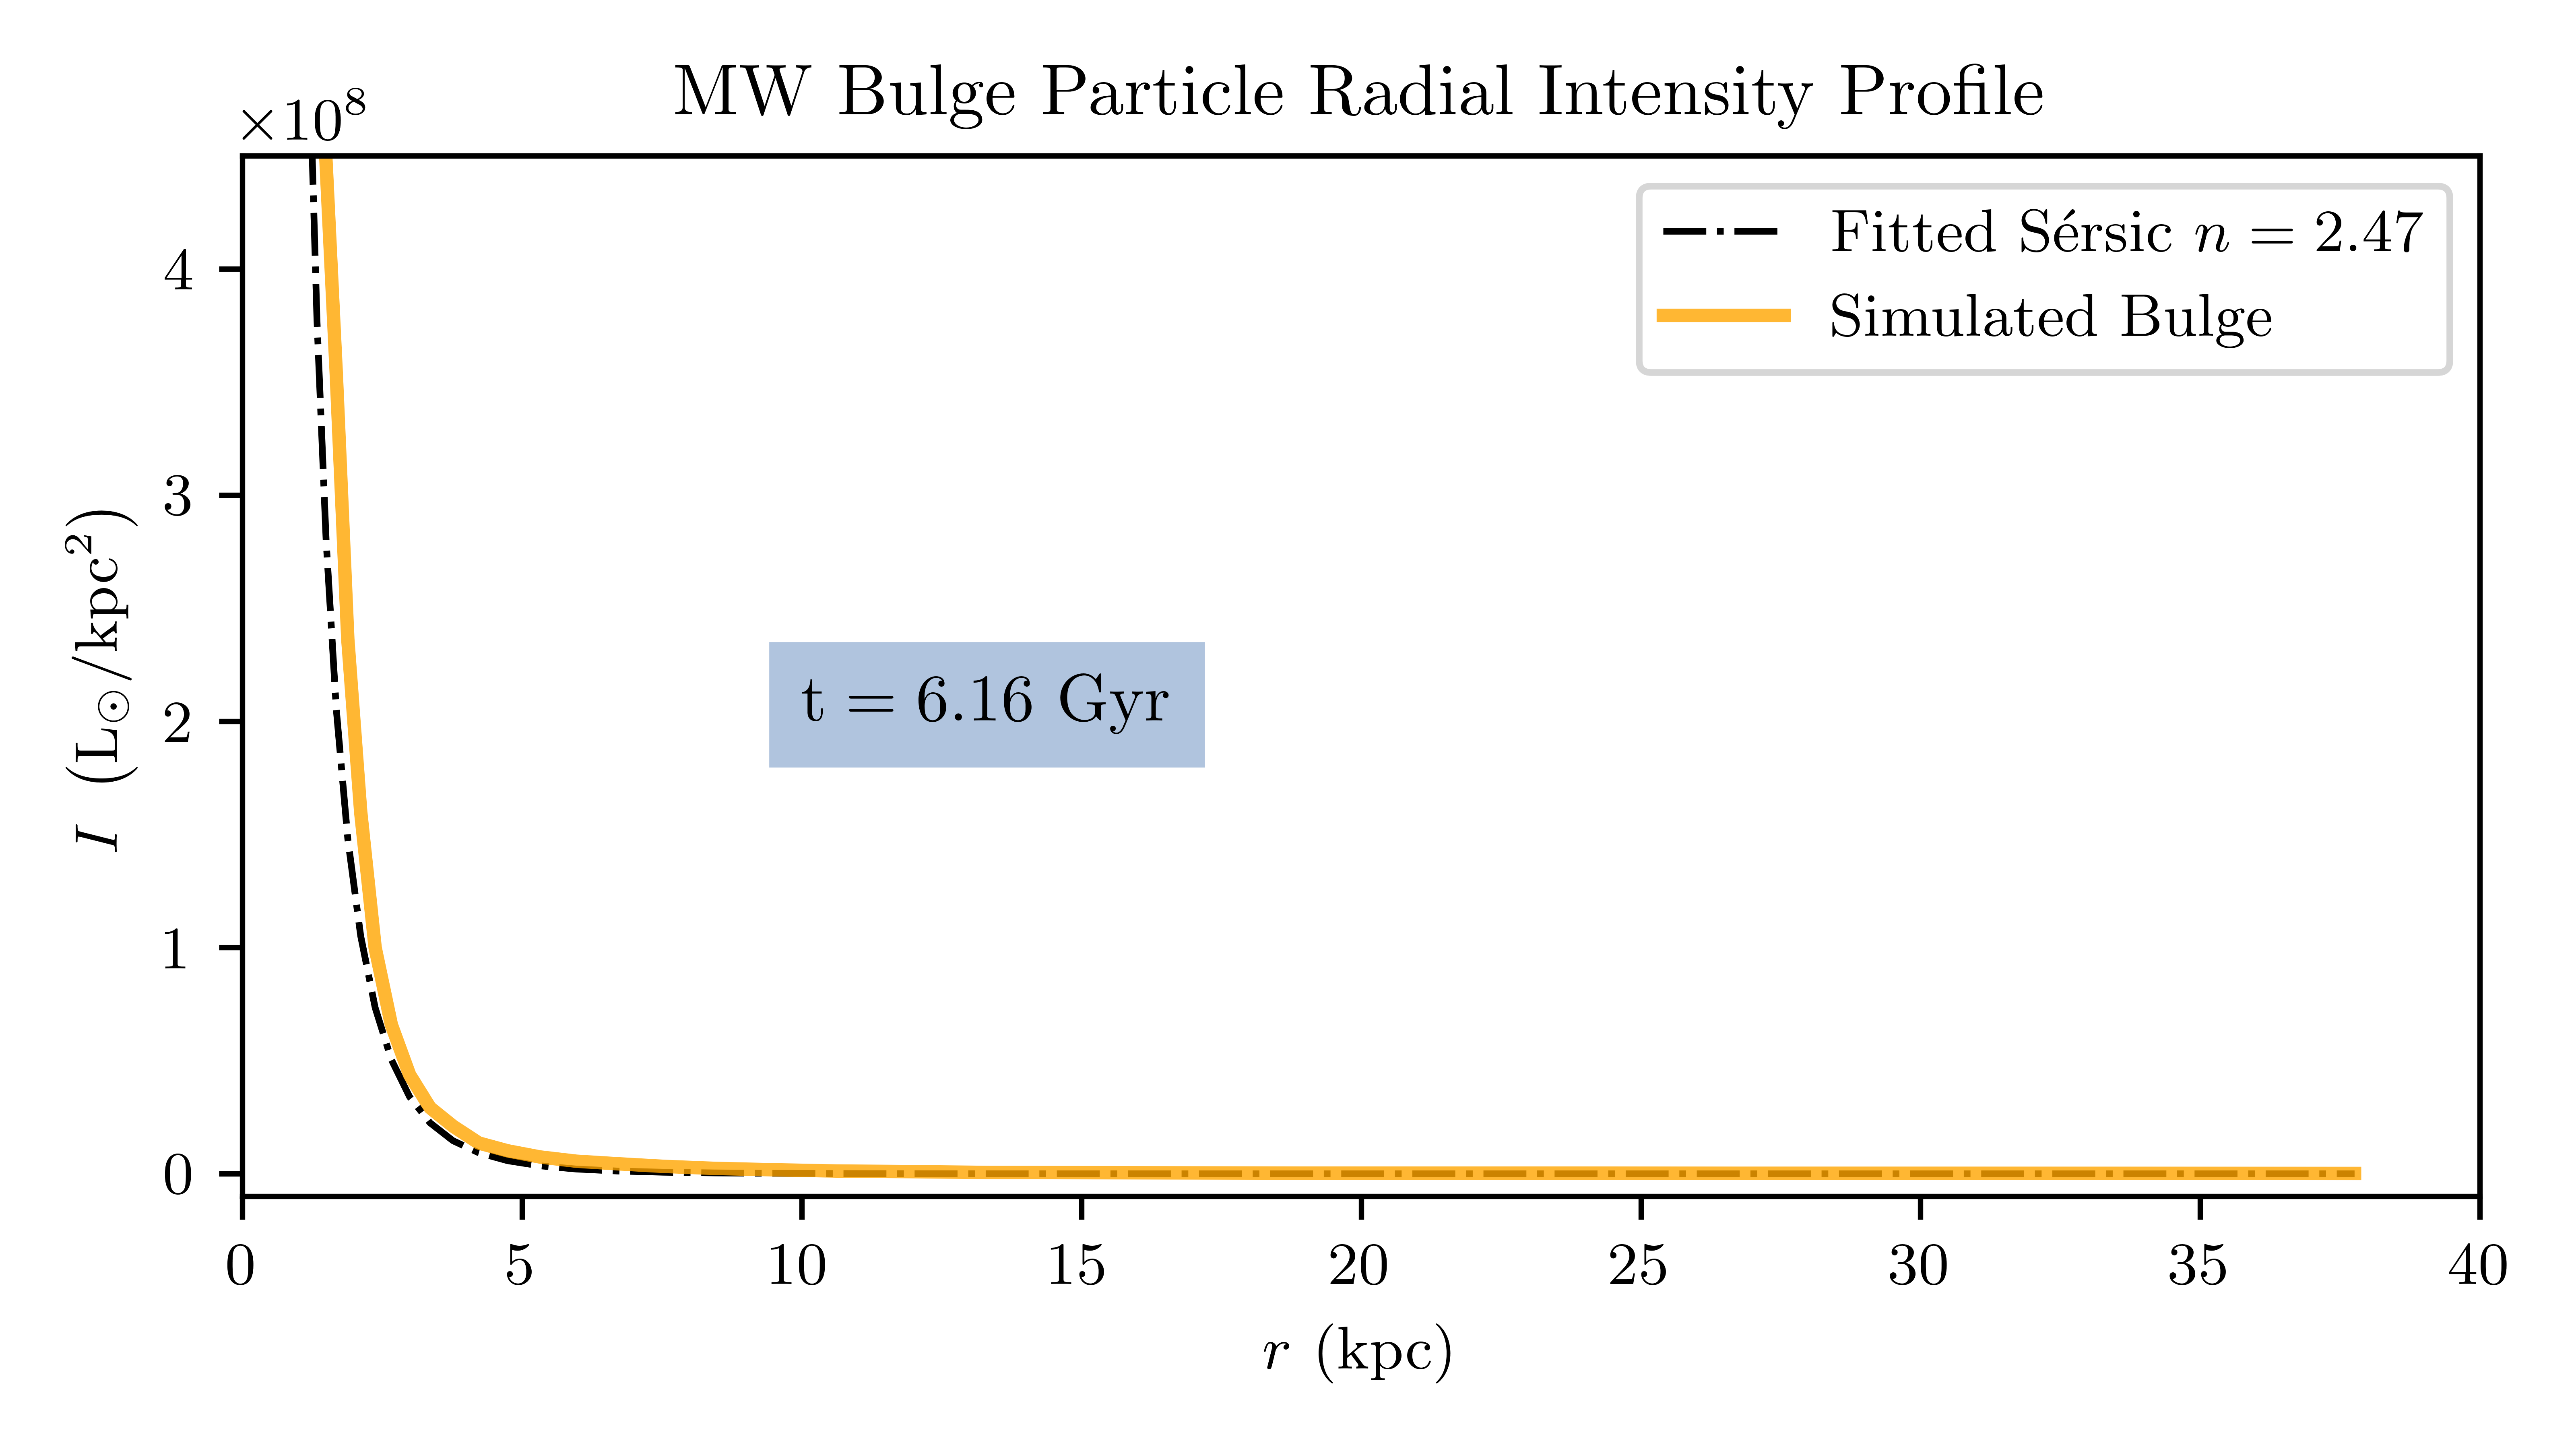 MW Bulge Particle Radial Intensity Profile
×10⁸
Fitted Sérsic n = 2.47
Simulated Bulge
4
3
2
1
0
I (L⊙/kpc²)
t = 6.16 Gyr
0 5 10 15 20 25 30 35 40
r (kpc)